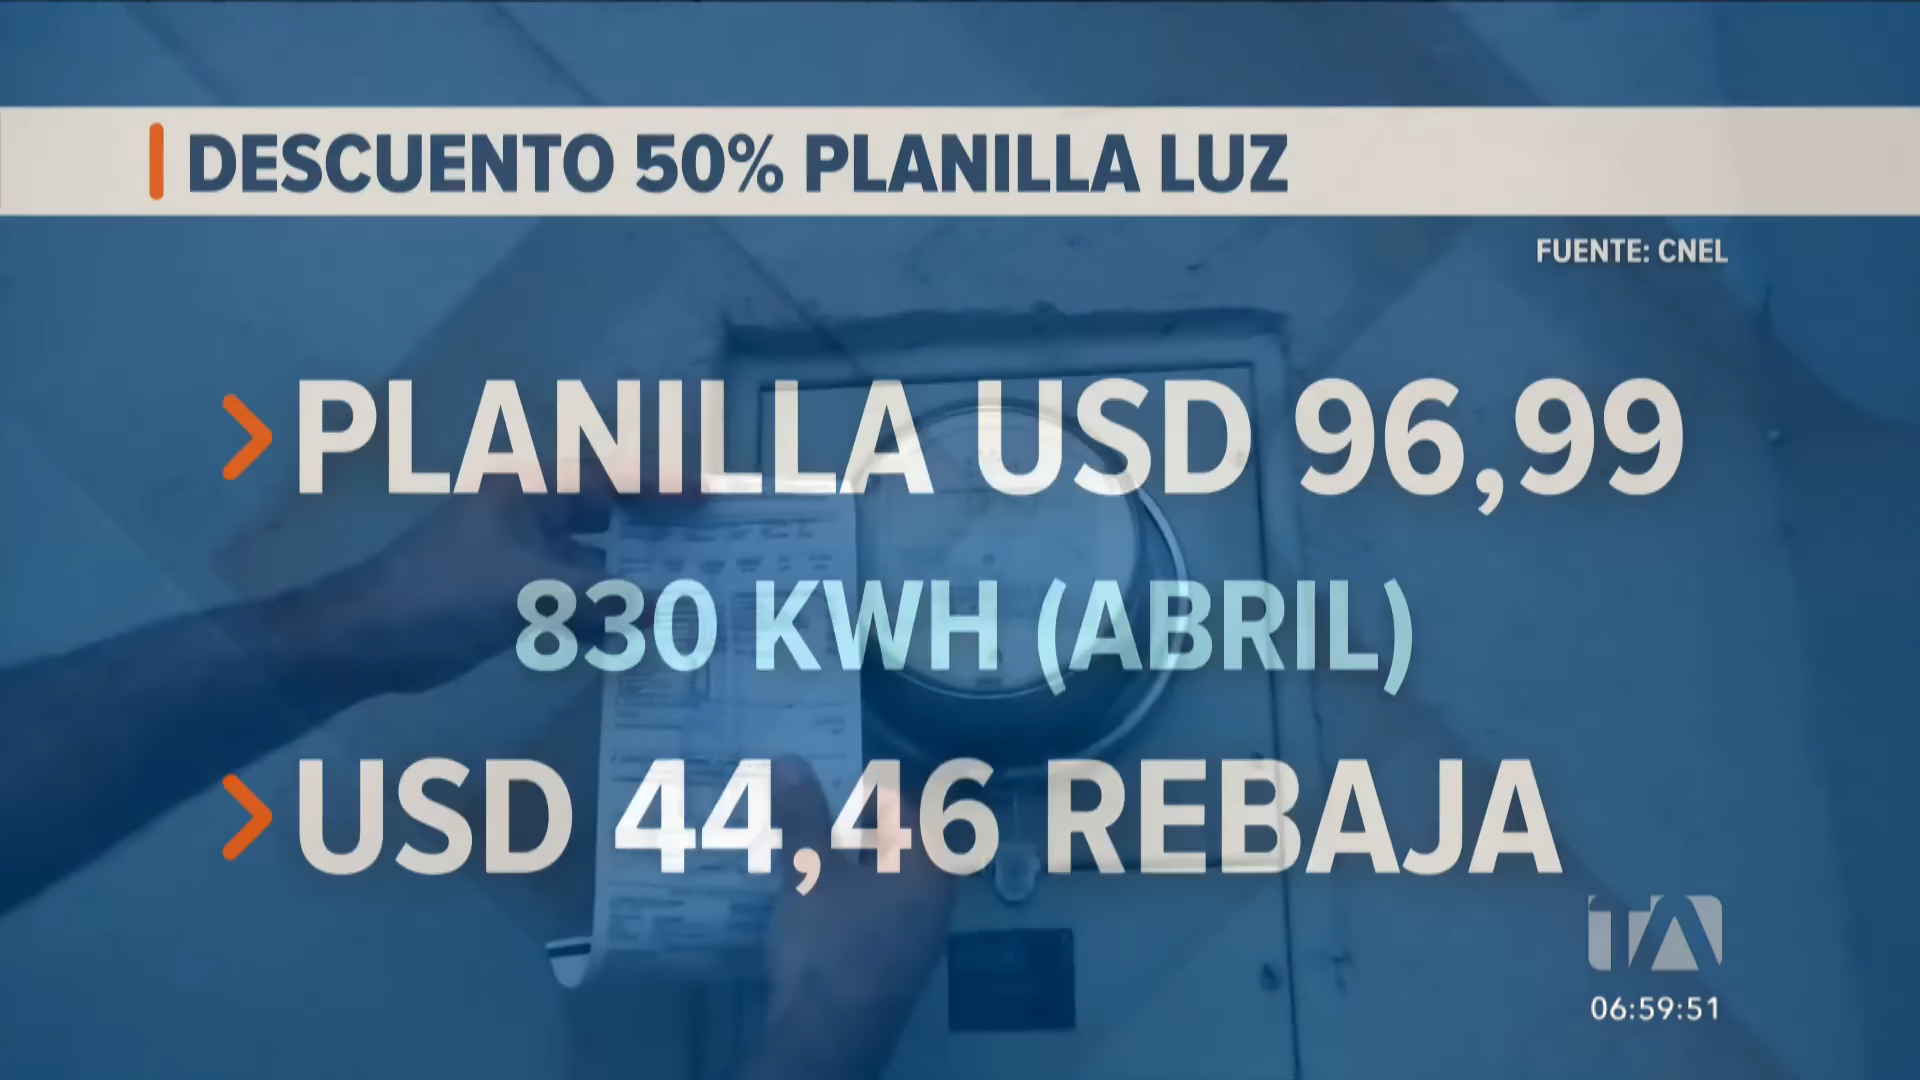 DESCUENTO 50% PLANILLA LUZ
FUENTE: CNEL
PLANILLA USD 96,99
830 KWH (ABRIL)
USD 44,46 REBAJA
TA
06:59:51